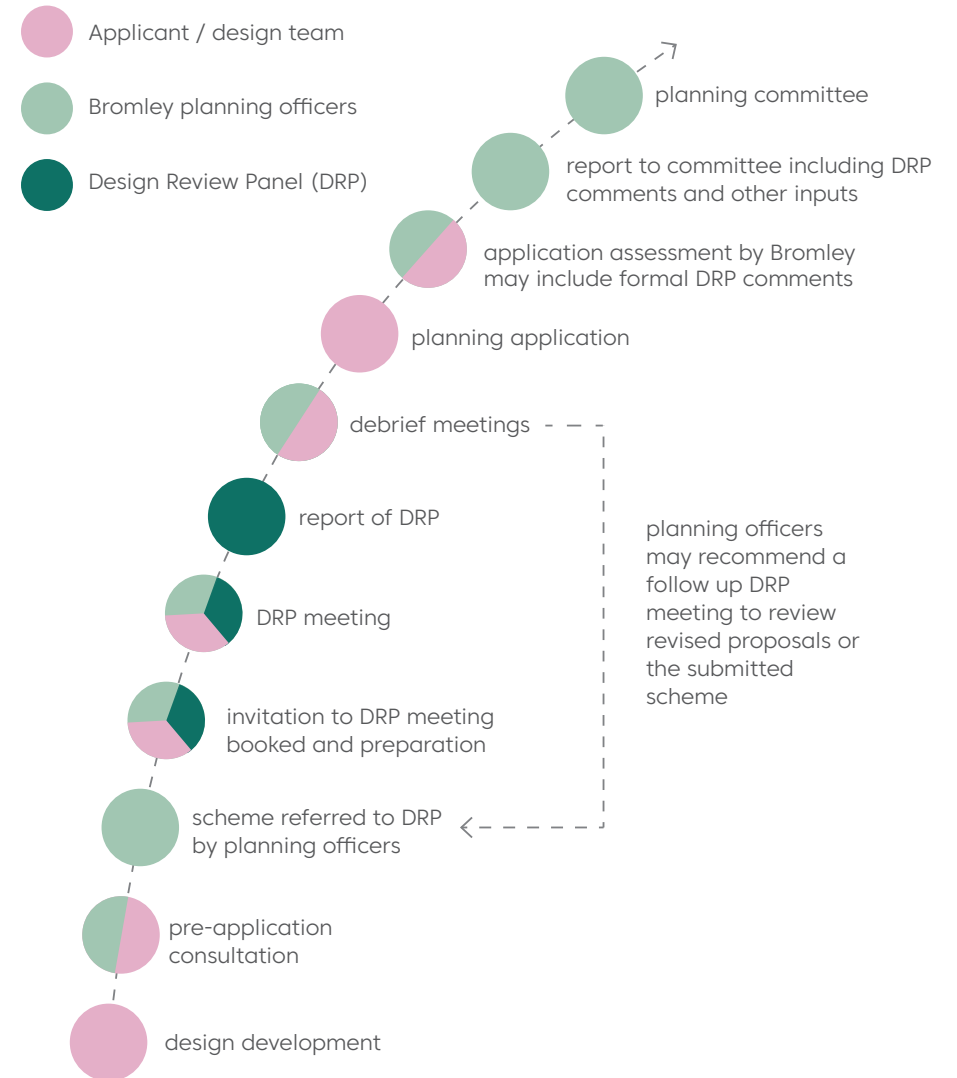 Applicant / design team
Bromley planning officers
Design Review Panel (DRP)
planning committee
report to committee including DRP
comments and other inputs
application assessment by Bromley
may include formal DRP comments
planning application
debrief meetings
report of DRP
planning officers
may recommend a
follow up DRP
meeting to review
revised proposals or
the submitted
scheme
DRP meeting
invitation to DRP meeting
booked and preparation
scheme referred to DRP
by planning officers
pre-application
consultation
design development